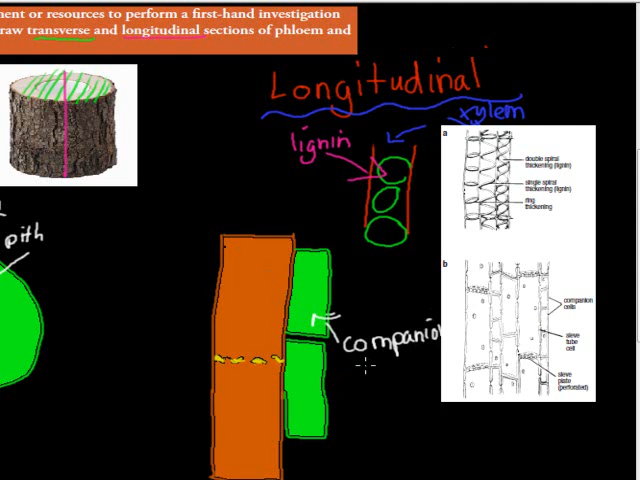 ment or resources to perform a first-hand investigation
raw transverse and longitudinal sections of phloem and
Longitudinal
xylem
lignin
pith
companion
a
double spiral
thickening (lignin)
single spiral
thickening (lignin)
ring
thickening
b
companion
cells
sieve
tube
cell
sieve
plate
(perforated)